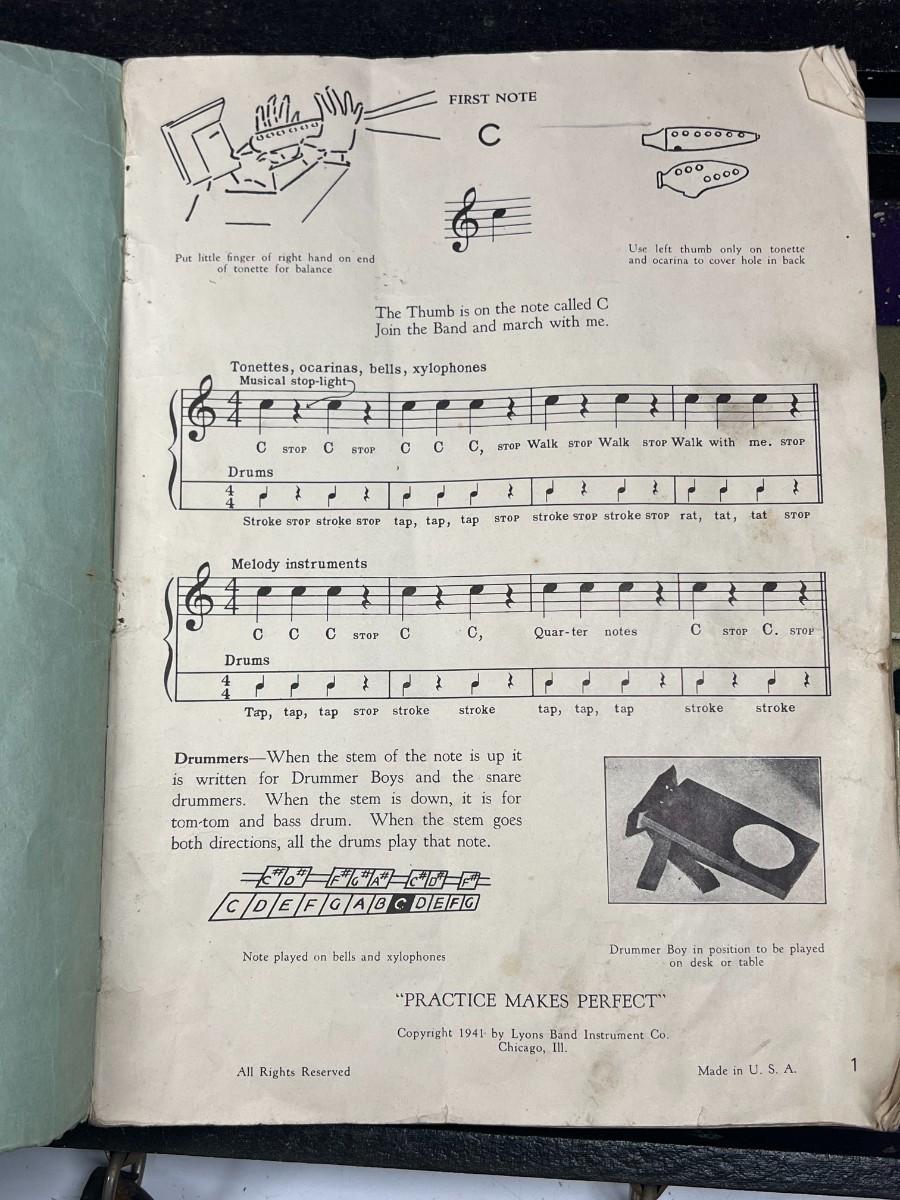 FIRST NOTE
C
Put little finger of right hand on end
of tonette for balance
Use left thumb only on tonette
and ocarina to cover hole in back
The Thumb is on the note called C
Join the Band and march with me.
Tonettes, ocarinas, bells, xylophones
Musical stop-light
4
4
C STOP C STOP C C C, STOP Walk STOP Walk STOP Walk with me. STOP
Drums
4
4
Stroke STOP stroke STOP tap, tap, tap STOP stroke STOP stroke STOP rat, tat, tat STOP
Melody instruments
4
4
C C C STOP C C, Quar-ter notes C STOP C. STOP
Drums
4
4
Tap, tap, tap STOP stroke stroke tap, tap, tap stroke stroke
Drummers—When the stem of the note is up it
is written for Drummer Boys and the snare
drummers. When the stem is down, it is for
tom-tom and bass drum. When the stem goes
both directions, all the drums play that note.
C# D# F# G# A# C# D# F#
C D E F G A B C D E F G
Note played on bells and xylophones
Drummer Boy in position to be played
on desk or table
"PRACTICE MAKES PERFECT"
Copyright 1941 by Lyons Band Instrument Co.
Chicago, Ill.
All Rights Reserved
Made in U. S. A.
1